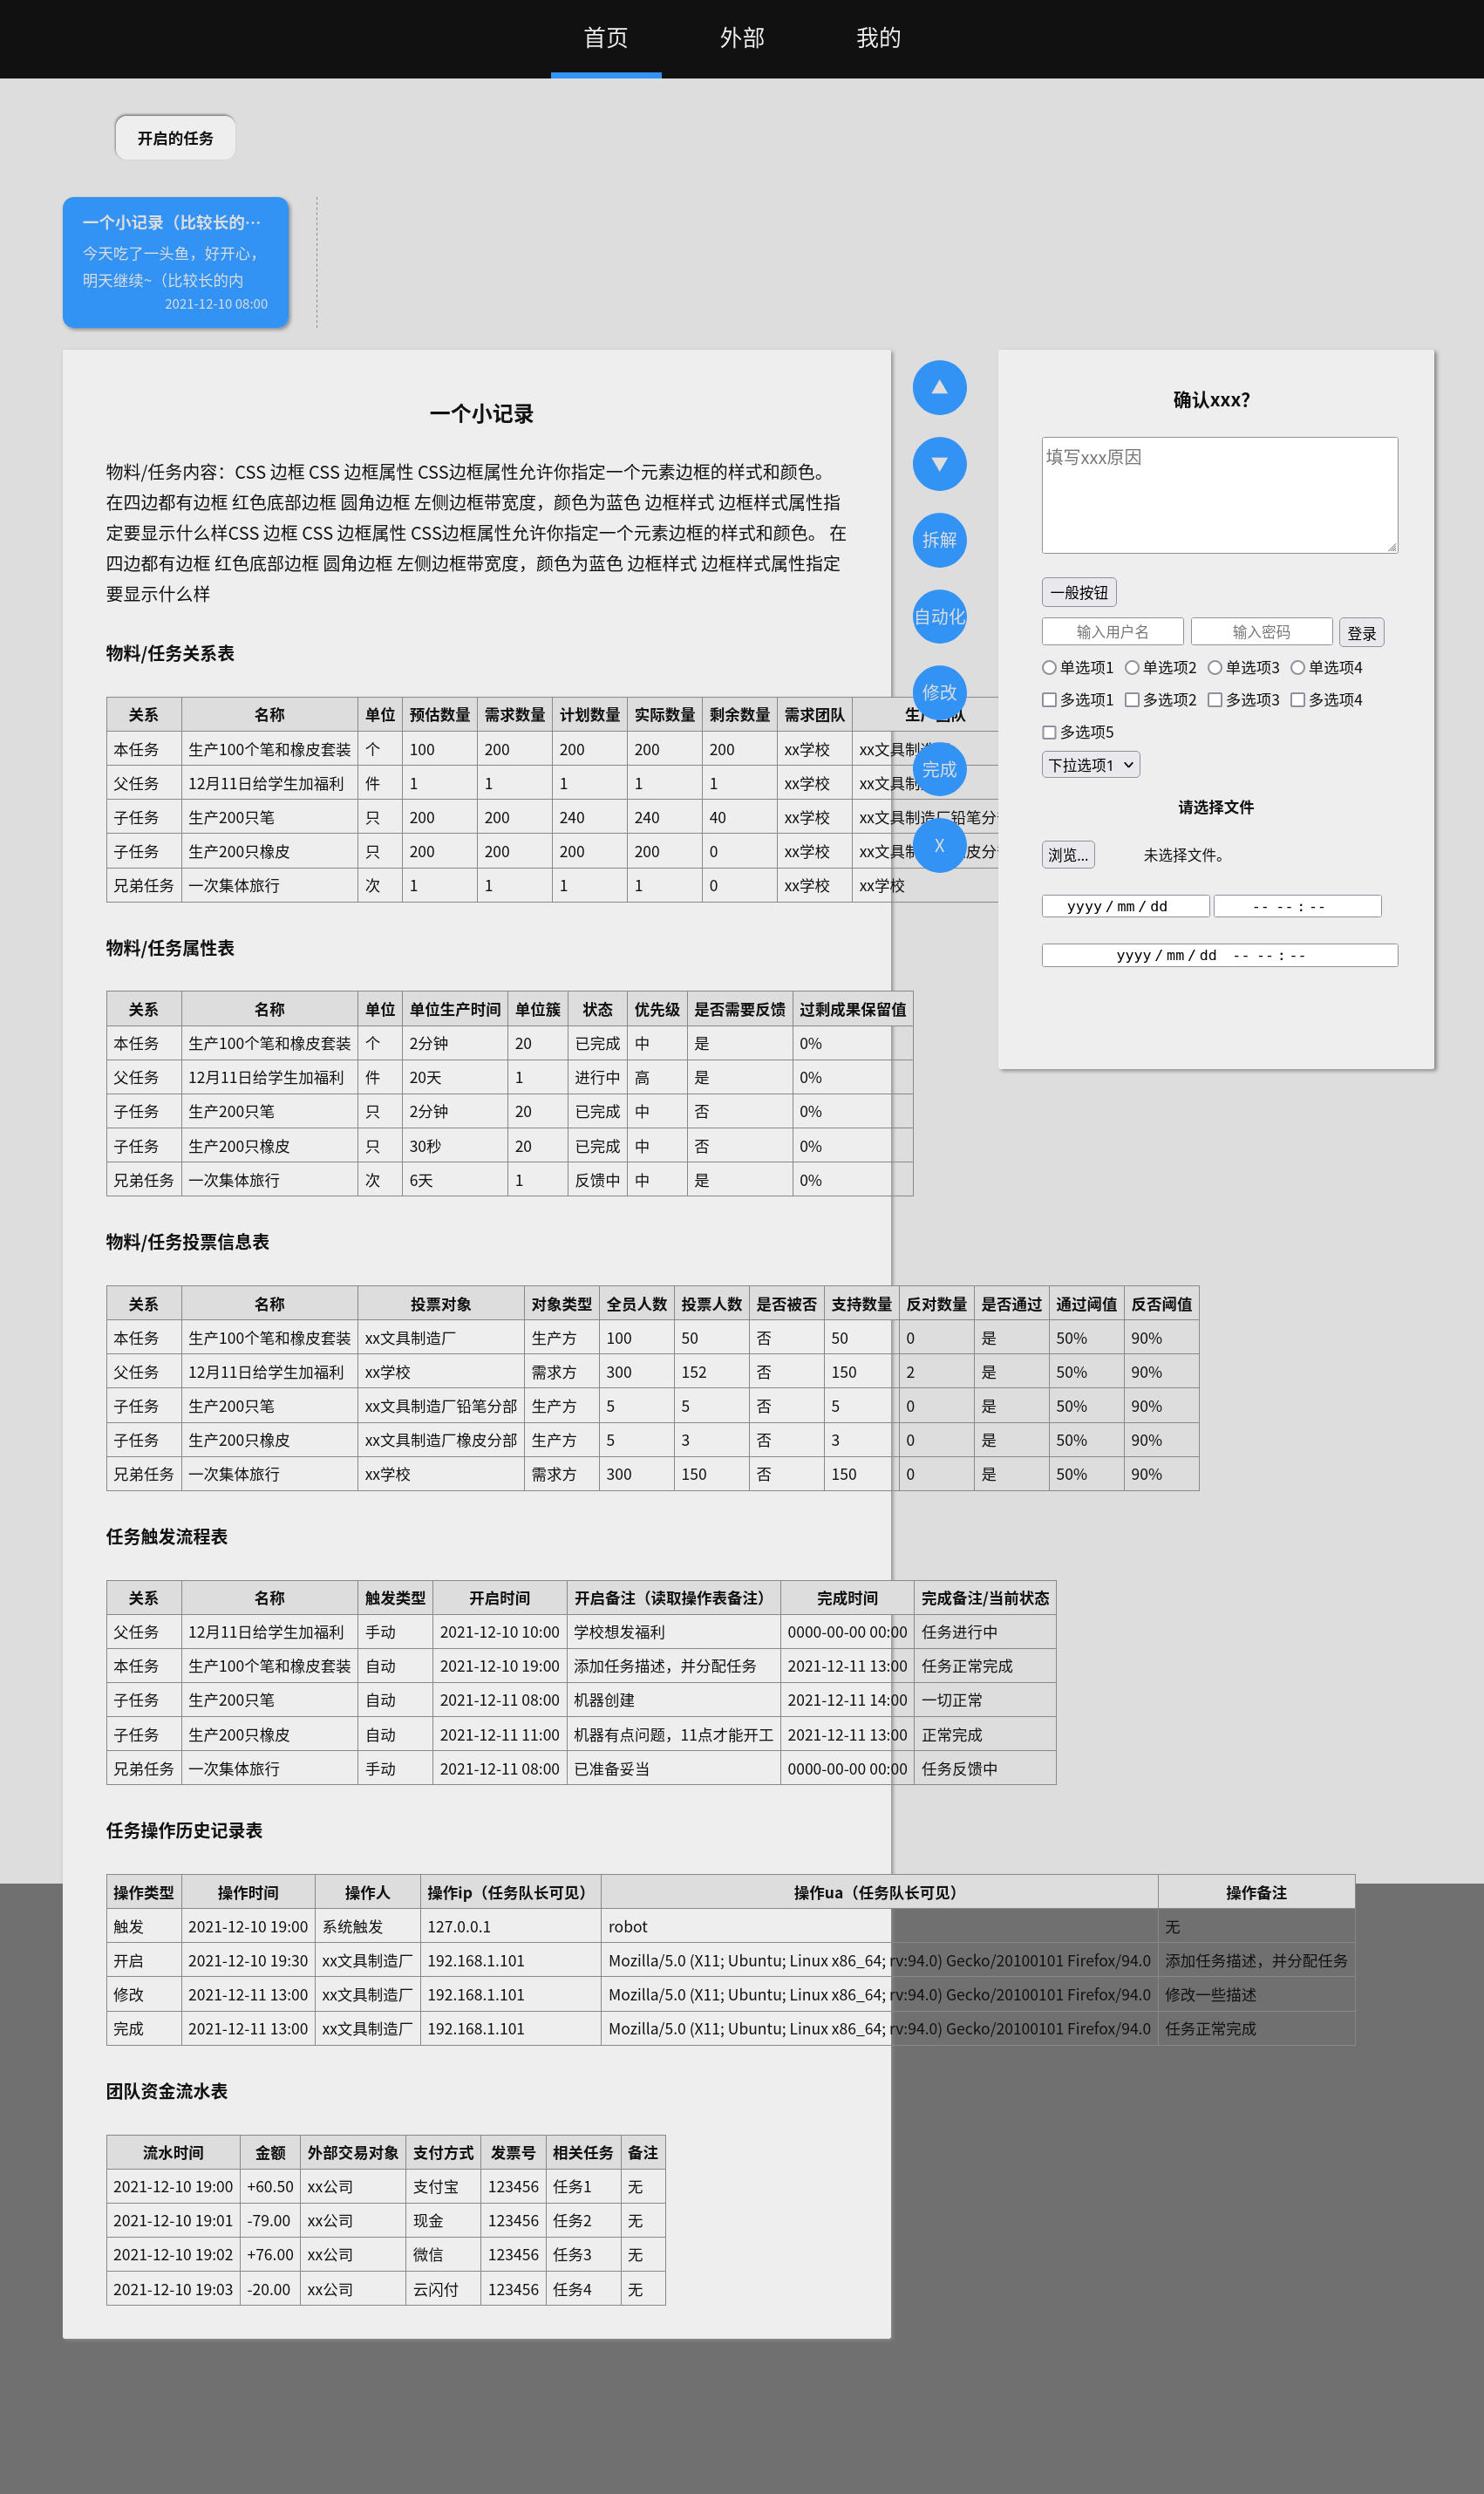 首页 外部 我的
开启的任务
一个小记录（比较长的…
今天吃了一头鱼，好开心，
明天继续~（比较长的内
2021-12-10 08:00
一个小记录
物料/任务内容：CSS 边框 CSS 边框属性 CSS边框属性允许你指定一个元素边框的样式和颜色。
在四边都有边框 红色底部边框 圆角边框 左侧边框带宽度，颜色为蓝色 边框样式 边框样式属性指
定要显示什么样CSS 边框 CSS 边框属性 CSS边框属性允许你指定一个元素边框的样式和颜色。 在
四边都有边框 红色底部边框 圆角边框 左侧边框带宽度，颜色为蓝色 边框样式 边框样式属性指定
要显示什么样
物料/任务关系表
关系 名称 单位 预估数量 需求数量 计划数量 实际数量 剩余数量 需求团队 生产团队
本任务 生产100个笔和橡皮套装 个 100 200 200 200 200 xx学校 xx文具制造
父任务 12月11日给学生加福利 件 1 1 1 1 1 xx学校 xx文具制
子任务 生产200只笔 只 200 200 240 240 40 xx学校 xx文具制造厂铅笔分
子任务 生产200只橡皮 只 200 200 200 200 0 xx学校 xx文具制 皮分
兄弟任务 一次集体旅行 次 1 1 1 1 0 xx学校 xx学校
物料/任务属性表
关系 名称 单位 单位生产时间 单位簇 状态 优先级 是否需要反馈 过剩成果保留值
本任务 生产100个笔和橡皮套装 个 2分钟 20 已完成 中 是 0%
父任务 12月11日给学生加福利 件 20天 1 进行中 高 是 0%
子任务 生产200只笔 只 2分钟 20 已完成 中 否 0%
子任务 生产200只橡皮 只 30秒 20 已完成 中 否 0%
兄弟任务 一次集体旅行 次 6天 1 反馈中 中 是 0%
物料/任务投票信息表
关系 名称 投票对象 对象类型 全员人数 投票人数 是否被否 支持数量 反对数量 是否通过 通过阈值 反否阈值
本任务 生产100个笔和橡皮套装 xx文具制造厂 生产方 100 50 否 50 0 是 50% 90%
父任务 12月11日给学生加福利 xx学校 需求方 300 152 否 150 2 是 50% 90%
子任务 生产200只笔 xx文具制造厂铅笔分部 生产方 5 5 否 5 0 是 50% 90%
子任务 生产200只橡皮 xx文具制造厂橡皮分部 生产方 5 3 否 3 0 是 50% 90%
兄弟任务 一次集体旅行 xx学校 需求方 300 150 否 150 0 是 50% 90%
任务触发流程表
关系 名称 触发类型 开启时间 开启备注（读取操作表备注） 完成时间 完成备注/当前状态
父任务 12月11日给学生加福利 手动 2021-12-10 10:00 学校想发福利 0000-00-00 00:00 任务进行中
本任务 生产100个笔和橡皮套装 自动 2021-12-10 19:00 添加任务描述，并分配任务 2021-12-11 13:00 任务正常完成
子任务 生产200只笔 自动 2021-12-11 08:00 机器创建 2021-12-11 14:00 一切正常
子任务 生产200只橡皮 自动 2021-12-11 11:00 机器有点问题，11点才能开工 2021-12-11 13:00 正常完成
兄弟任务 一次集体旅行 手动 2021-12-11 08:00 已准备妥当 0000-00-00 00:00 任务反馈中
任务操作历史记录表
操作类型 操作时间 操作人 操作ip（任务队长可见） 操作ua（任务队长可见） 操作备注
触发 2021-12-10 19:00 系统触发 127.0.0.1 robot 无
开启 2021-12-10 19:30 xx文具制造厂 192.168.1.101 Mozilla/5.0 (X11; Ubuntu; Linux x86_64; rv:94.0) Gecko/20100101 Firefox/94.0 添加任务描述，并分配任务
修改 2021-12-11 13:00 xx文具制造厂 192.168.1.101 Mozilla/5.0 (X11; Ubuntu; Linux x86_64; rv:94.0) Gecko/20100101 Firefox/94.0 修改一些描述
完成 2021-12-11 13:00 xx文具制造厂 192.168.1.101 Mozilla/5.0 (X11; Ubuntu; Linux x86_64; rv:94.0) Gecko/20100101 Firefox/94.0 任务正常完成
团队资金流水表
流水时间 金额 外部交易对象 支付方式 发票号 相关任务 备注
2021-12-10 19:00 +60.50 xx公司 支付宝 123456 任务1 无
2021-12-10 19:01 -79.00 xx公司 现金 123456 任务2 无
2021-12-10 19:02 +76.00 xx公司 微信 123456 任务3 无
2021-12-10 19:03 -20.00 xx公司 云闪付 123456 任务4 无
▲
▼
拆解
自动化
修改
完成
X
确认xxx？
填写xxx原因
一般按钮
输入用户名 输入密码 登录
单选项1 单选项2 单选项3 单选项4
多选项1 多选项2 多选项3 多选项4
多选项5
下拉选项1
请选择文件
浏览... 未选择文件。
yyyy / mm / dd -- -- : --
yyyy / mm / dd -- -- : --